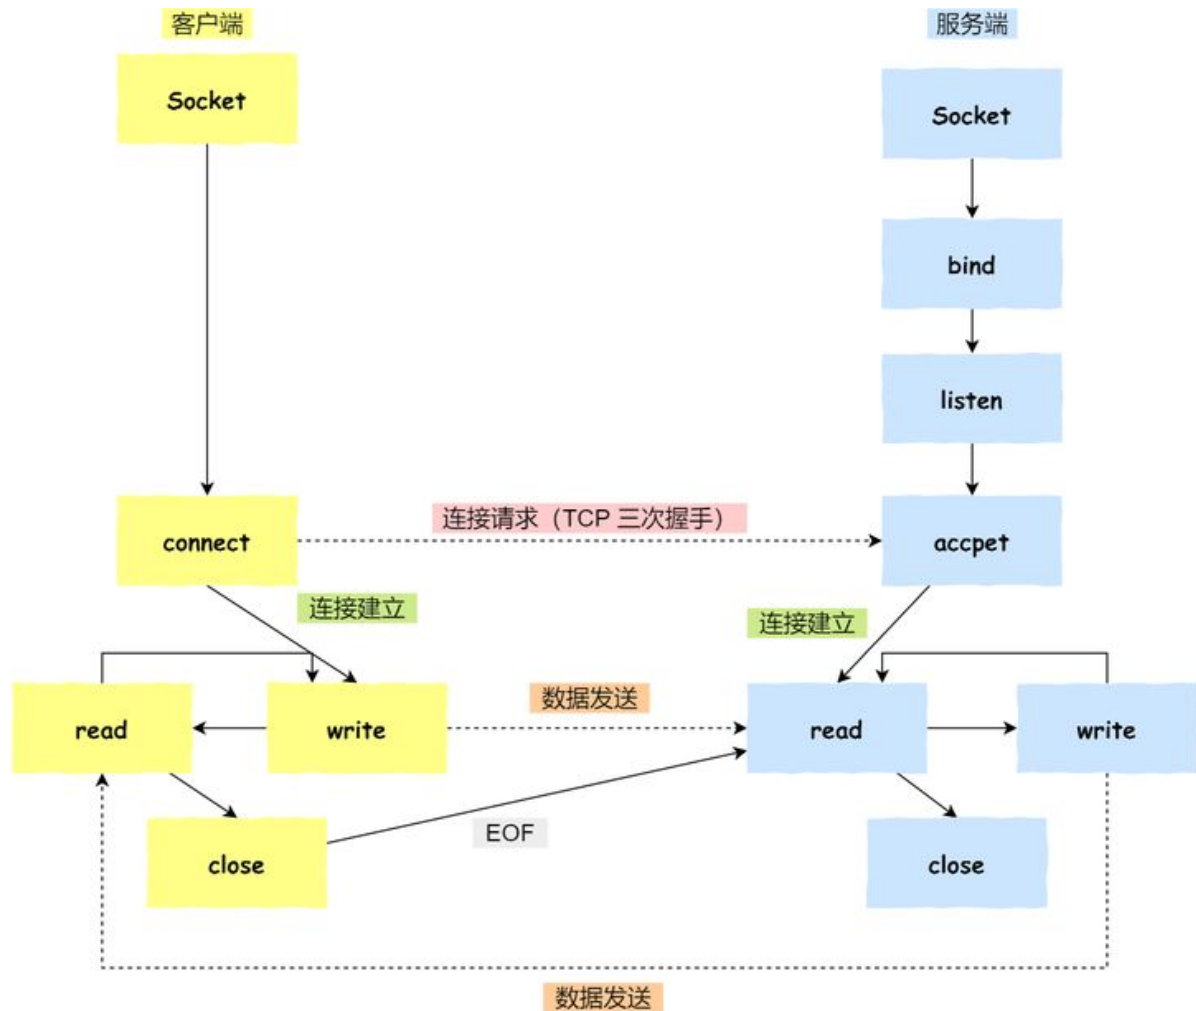 客户端
服务端
Socket
Socket
bind
listen
connect
连接请求（TCP 三次握手）
accpet
连接建立
连接建立
read
write
数据发送
read
write
close
EOF
close
数据发送